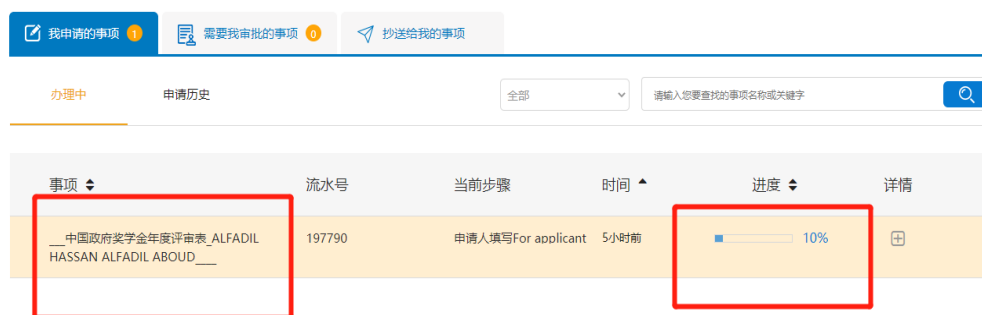 我申请的事项 1 需要我审批的事项 0 抄送给我的事项
办理中 申请历史 全部 请输入您要查找的事项名称或关键字
事项 流水号 当前步骤 时间 进度 详情
___中国政府奖学金年度评审表_ALFADIL 197790 申请人填写For applicant 5小时前 10%
HASSAN ALFADIL ABOUD____